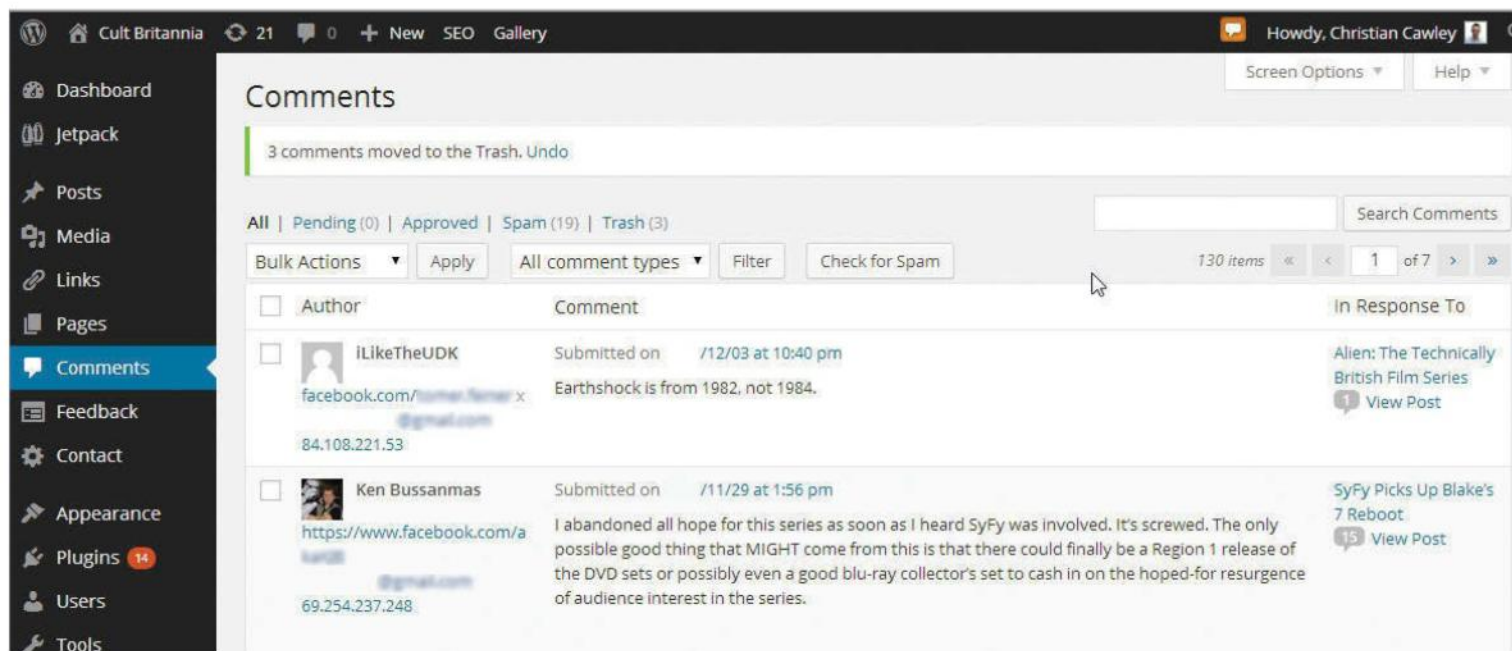 Cult Britannia 21 0 + New SEO Gallery Howdy, Christian Cawley
Screen Options Help
Dashboard
Jetpack
Posts
Media
Links
Pages
Comments
Feedback
Contact
Appearance
Plugins 14
Users
Tools
Comments
3 comments moved to the Trash. Undo
All | Pending (0) | Approved | Spam (19) | Trash (3)
Search Comments
Bulk Actions Apply All comment types Filter Check for Spam
130 items « ‹ 1 of 7 › »
Author Comment In Response To
iLikeTheUDK
facebook.com/ x
@gmail.com
84.108.221.53
Submitted on /12/03 at 10:40 pm
Earthshock is from 1982, not 1984.
Alien: The Technically
British Film Series
1 View Post
Ken Bussanmas
https://www.facebook.com/a
@gmail.com
69.254.237.248
Submitted on /11/29 at 1:56 pm
I abandoned all hope for this series as soon as I heard SyFy was involved. It's screwed. The only
possible good thing that MIGHT come from this is that there could finally be a Region 1 release of
the DVD sets or possibly even a good blu-ray collector's set to cash in on the hoped-for resurgence
of audience interest in the series.
SyFy Picks Up Blake's
7 Reboot
15 View Post